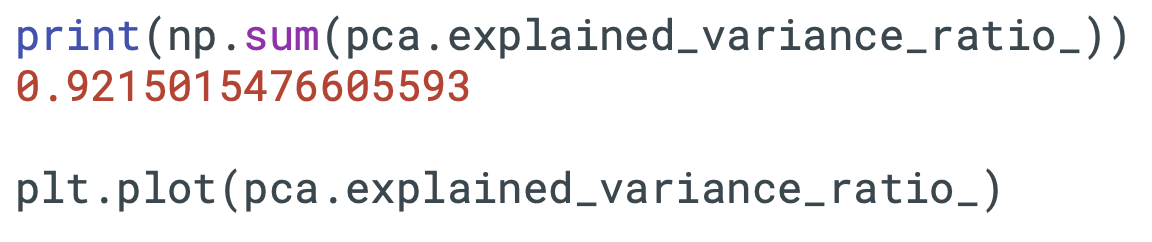 print(np.sum(pca.explained_variance_ratio_))
0.9215015476605593
plt.plot(pca.explained_variance_ratio_)